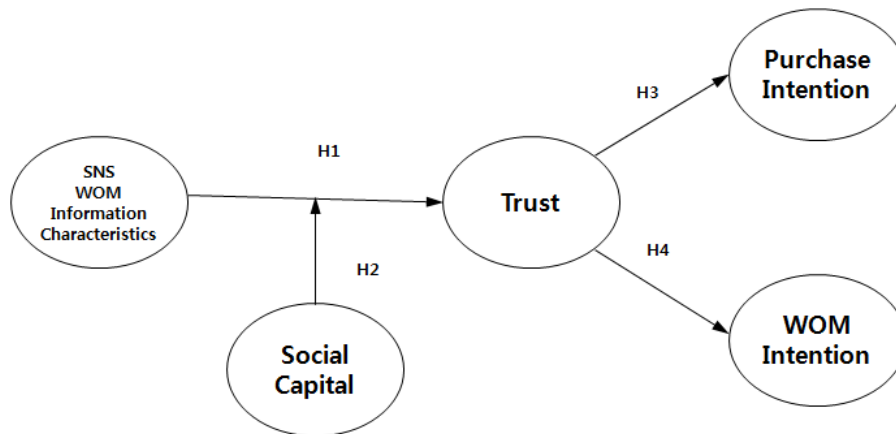 Purchase
Intention
H3
H1
SNS
WOM
Information
Characteristics
Trust
H2
H4
Social
Capital
WOM
Intention